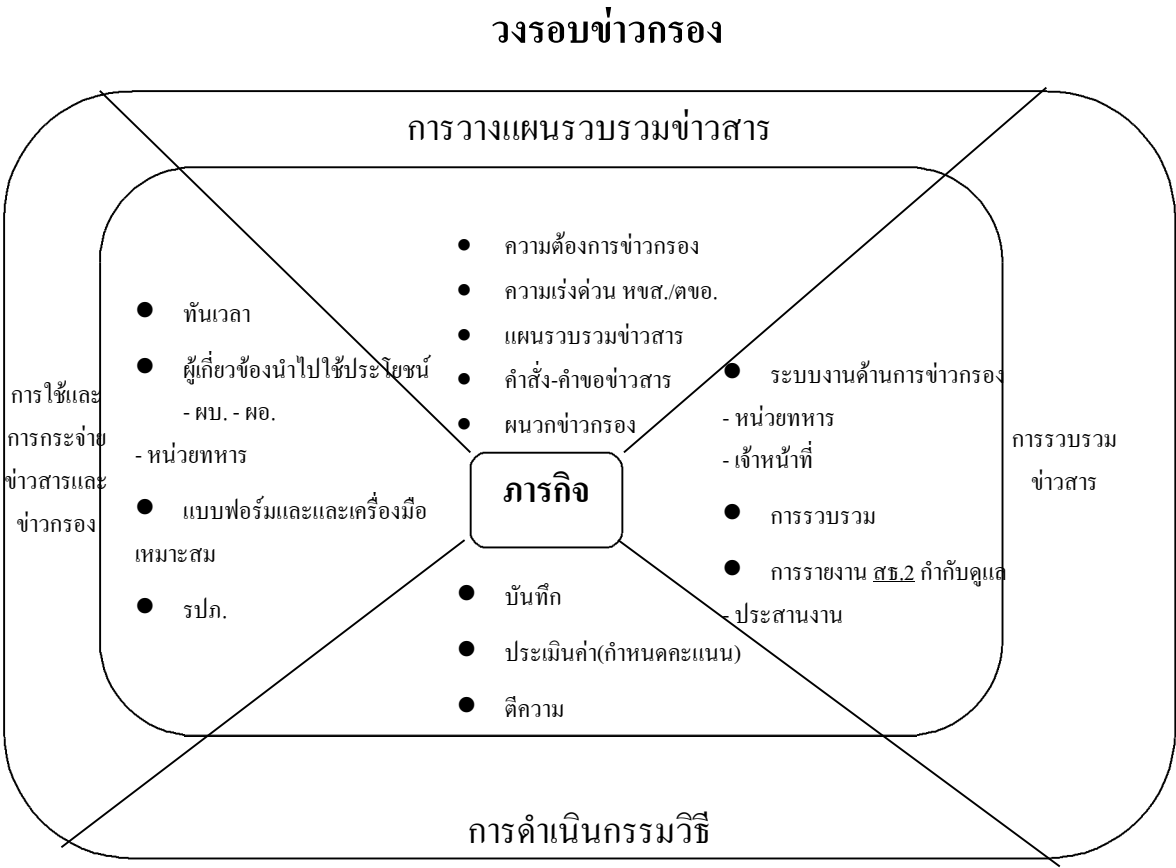 วงรอบข่าวกรอง
การวางแผนรวบรวมข่าวสาร
● ความต้องการข่าวกรอง
● ความเร่งด่วน หขส./ตขอ.
● แผนรวบรวมข่าวสาร
● คำสั่ง-คำขอข่าวสาร
● ผนวกข่าวกรอง
การใช้และ
การกระจาย
ข่าวสารและ
ข่าวกรอง
● ทันเวลา
● ผู้เกี่ยวข้องนำไปใช้ประโยชน์
- ผบ. - ผอ.
- หน่วยทหาร
● แบบฟอร์มและและเครื่องมือ
เหมาะสม
● รปภ.
ภารกิจ
● ระบบงานด้านการข่าวกรอง
- หน่วยทหาร
- เจ้าหน้าที่
● การรวบรวม
● การรายงาน สธ.2 กำกับดูแล
- ประสานงาน
การรวบรวม
ข่าวสาร
● บันทึก
● ประเมินค่า(กำหนดคะแนน)
● ตีความ
การดำเนินกรรมวิธี